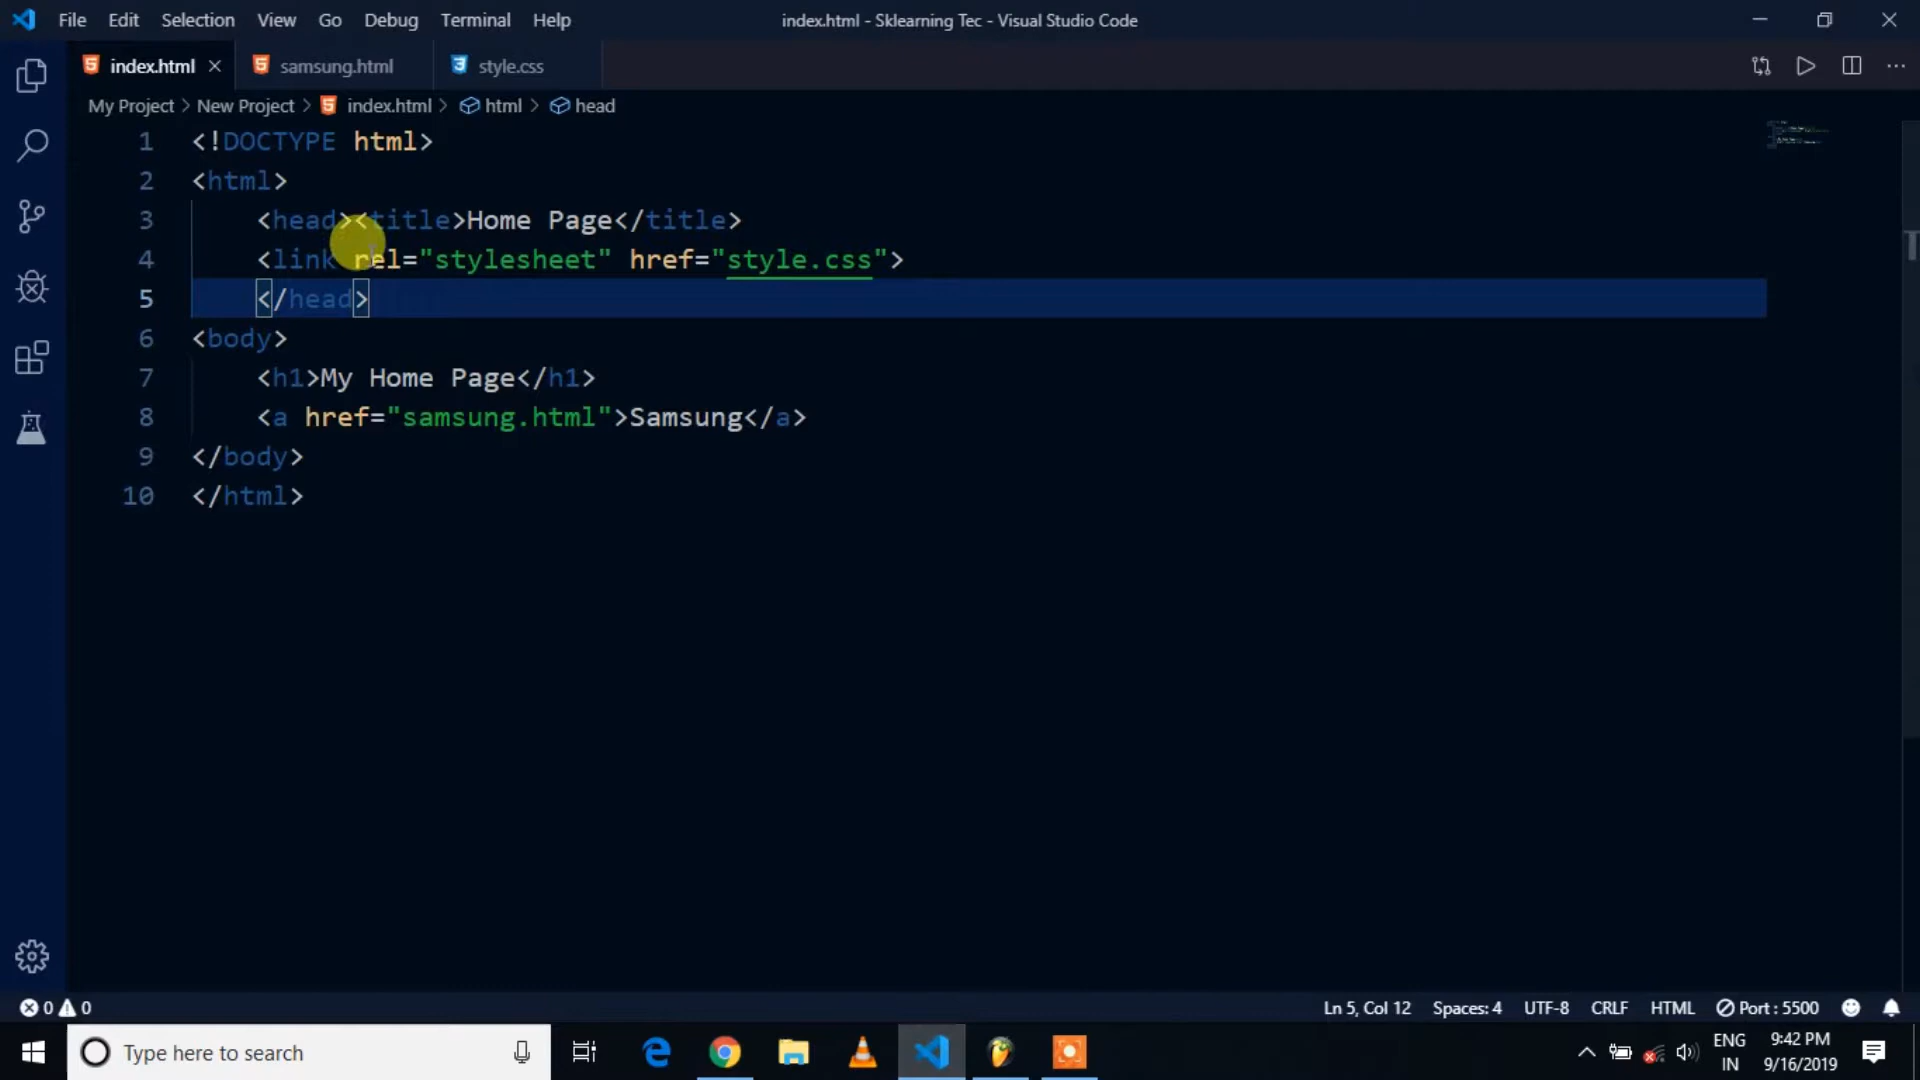 File Edit Selection View Go Debug Terminal Help index.html - Sklearning Tec - Visual Studio Code
index.html samsung.html style.css
My Project > New Project > index.html > html > head
1 <!DOCTYPE html>
2 <html>
3 <head><title>Home Page</title>
4 <link rel="stylesheet" href="style.css">
5 </head>
6 <body>
7 <h1>My Home Page</h1>
8 <a href="samsung.html">Samsung</a>
9 </body>
10 </html>
0 0 Ln 5, Col 12 Spaces: 4 UTF-8 CRLF HTML Port : 5500
Type here to search
ENG 9:42 PM
IN 9/16/2019